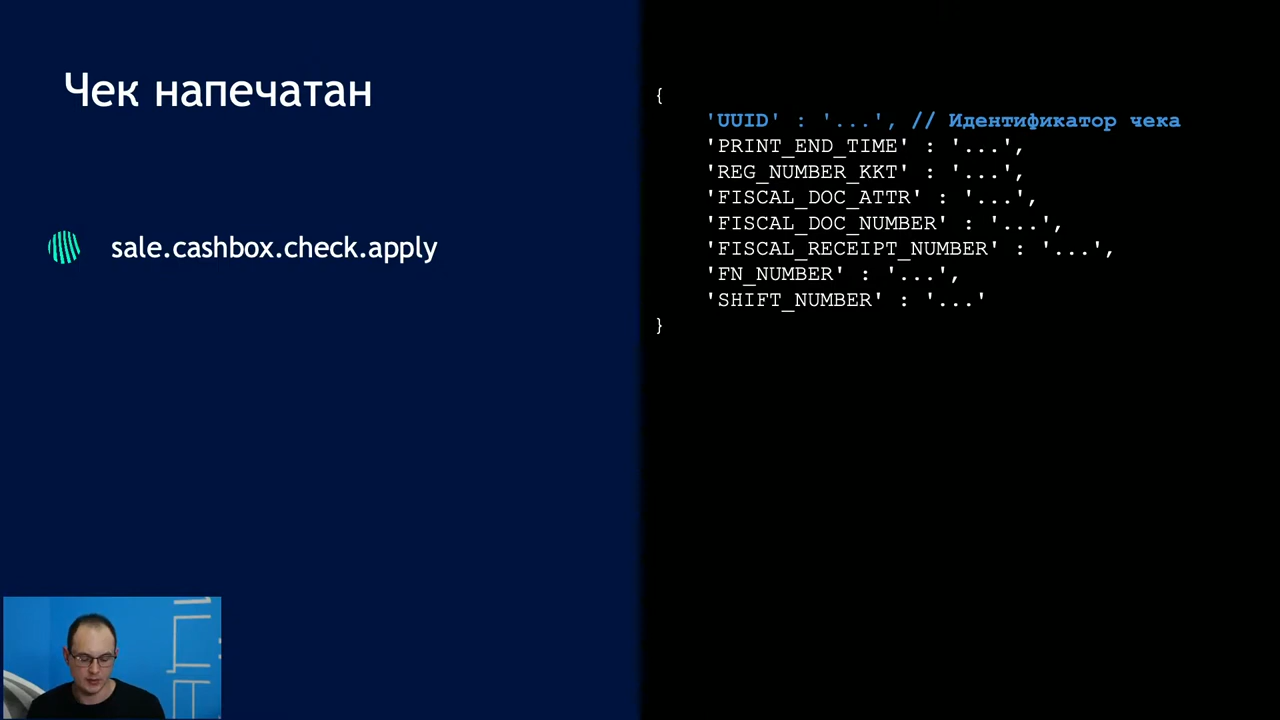 Чек напечатан
sale.cashbox.check.apply
{
'UUID' : '...', // Идентификатор чека
'PRINT_END_TIME' : '...',
'REG_NUMBER_KKT' : '...',
'FISCAL_DOC_ATTR' : '...',
'FISCAL_DOC_NUMBER' : '...',
'FISCAL_RECEIPT_NUMBER' : '...',
'FN_NUMBER' : '...',
'SHIFT_NUMBER' : '...'
}